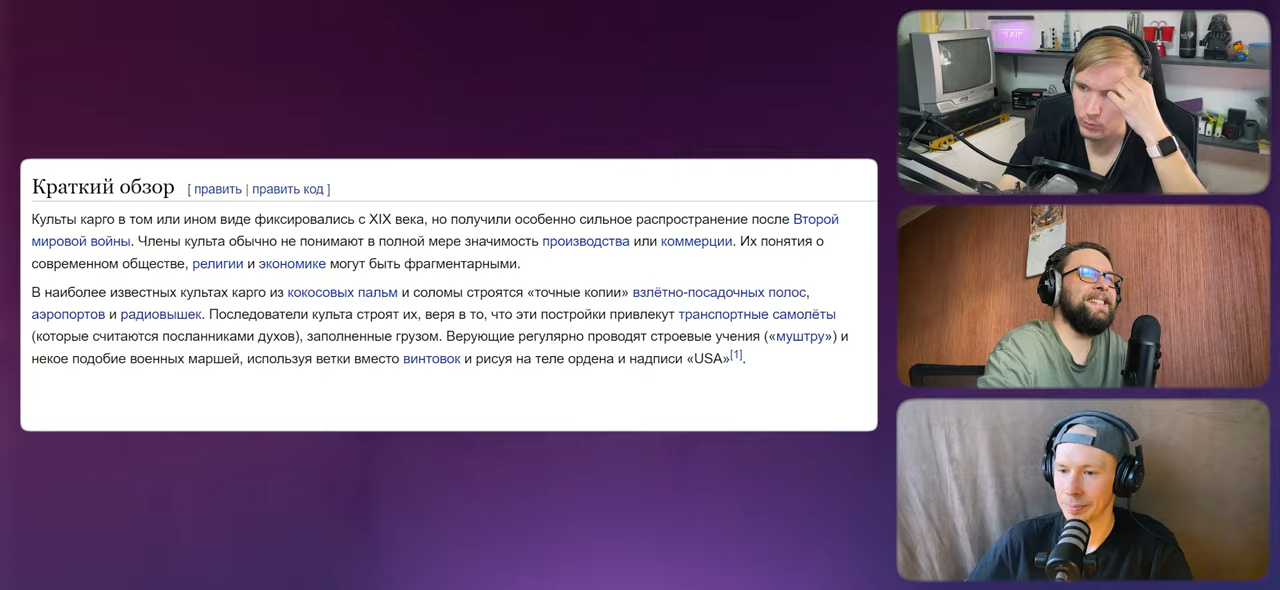 Краткий обзор [ править | править код ]
Культы карго в том или ином виде фиксировались с XIX века, но получили особенно сильное распространение после Второй
мировой войны. Члены культа обычно не понимают в полной мере значимость производства или коммерции. Их понятия о
современном обществе, религии и экономике могут быть фрагментарными.
В наиболее известных культах карго из кокосовых пальм и соломы строятся «точные копии» взлётно-посадочных полос,
аэропортов и радиовышек. Последователи культа строят их, веря в то, что эти постройки привлекут транспортные самолёты
(которые считаются посланниками духов), заполненные грузом. Верующие регулярно проводят строевые учения («муштру») и
некое подобие военных маршей, используя ветки вместо винтовок и рисуя на теле ордена и надписи «USA»[1].